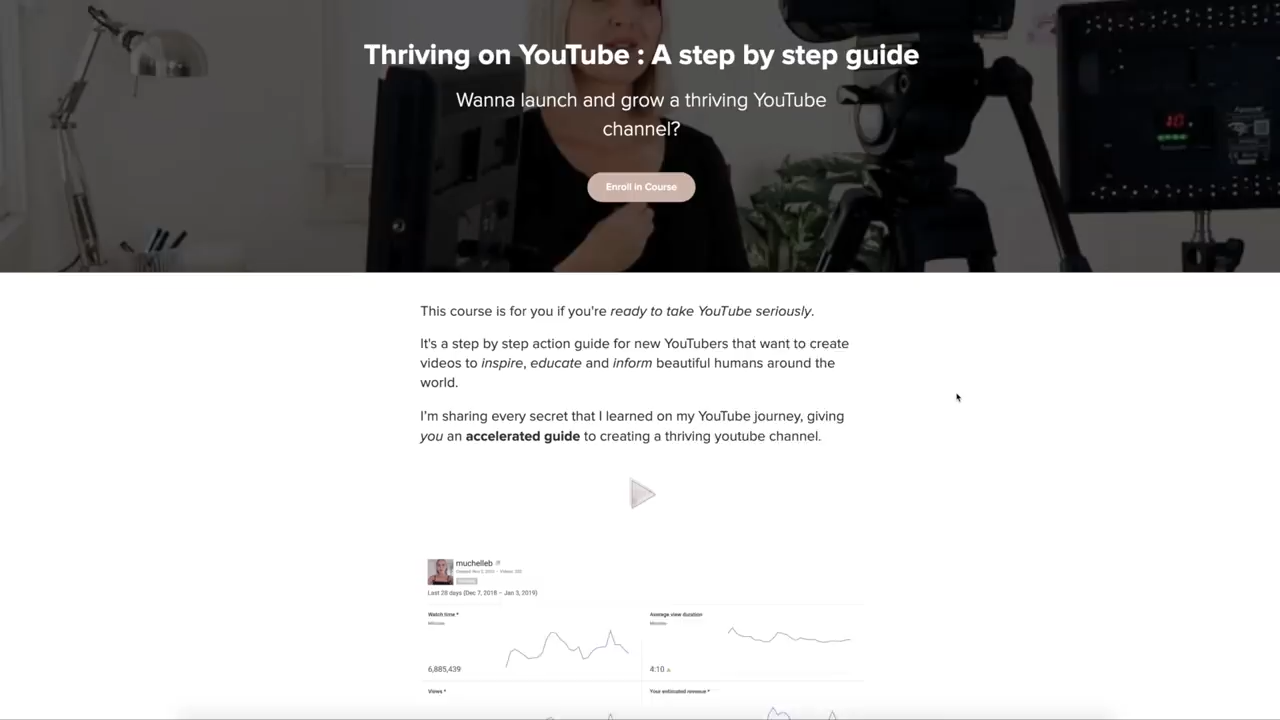 Thriving on YouTube : A step by step guide
Wanna launch and grow a thriving YouTube
channel?
Enroll in Course
This course is for you if you're ready to take YouTube seriously.
It's a step by step action guide for new YouTubers that want to create
videos to inspire, educate and inform beautiful humans around the
world.
I'm sharing every secret that I learned on my YouTube journey, giving
you an accelerated guide to creating a thriving youtube channel.
muchelleb
Last 28 days (Dec 7, 2018 – Jan 3, 2019)
Watch time *
Average view duration
Minutes
Minutes
6,885,439
4:10
Views *
Your estimated revenue *